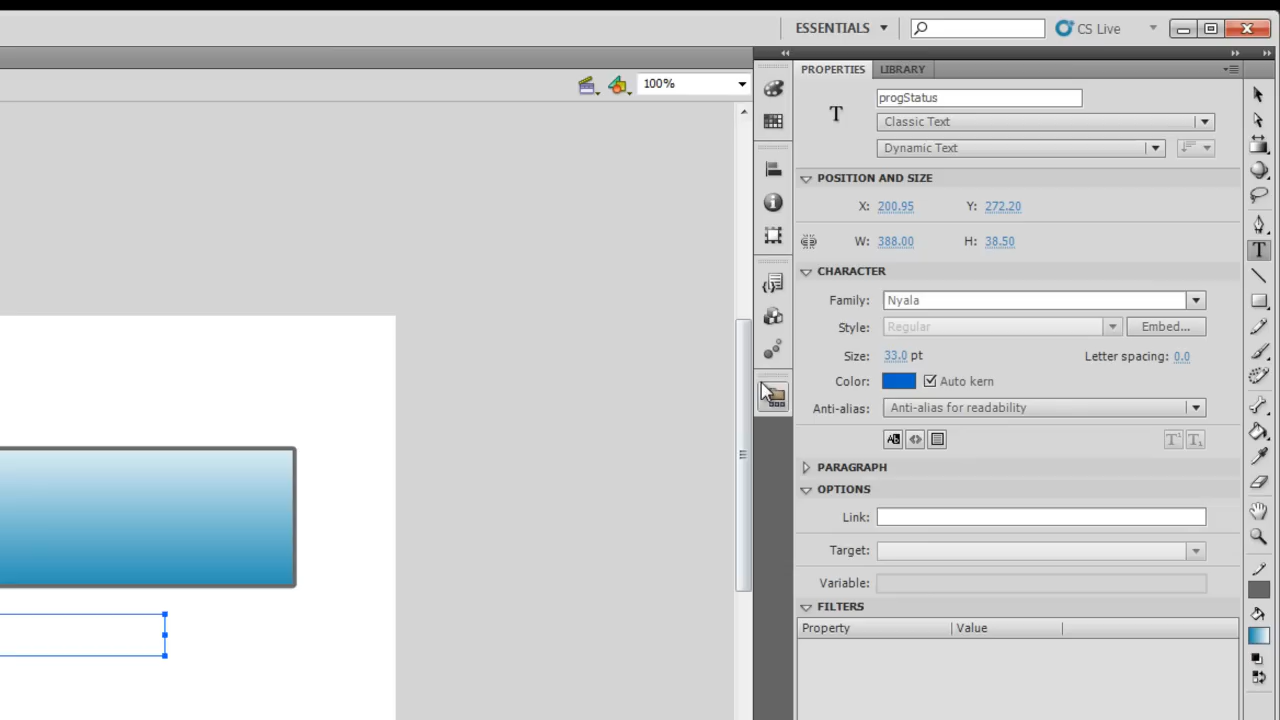 ESSENTIALS
CS Live
100%
PROPERTIES LIBRARY
T
progStatus
Classic Text
Dynamic Text
POSITION AND SIZE
X: 200.95 Y: 272.20
W: 388.00 H: 38.50
CHARACTER
Family: Nyala
Style: Regular Embed...
Size: 33.0 pt Letter spacing: 0.0
Color: Auto kern
Anti-alias: Anti-alias for readability
PARAGRAPH
OPTIONS
Link:
Target:
Variable:
FILTERS
Property Value